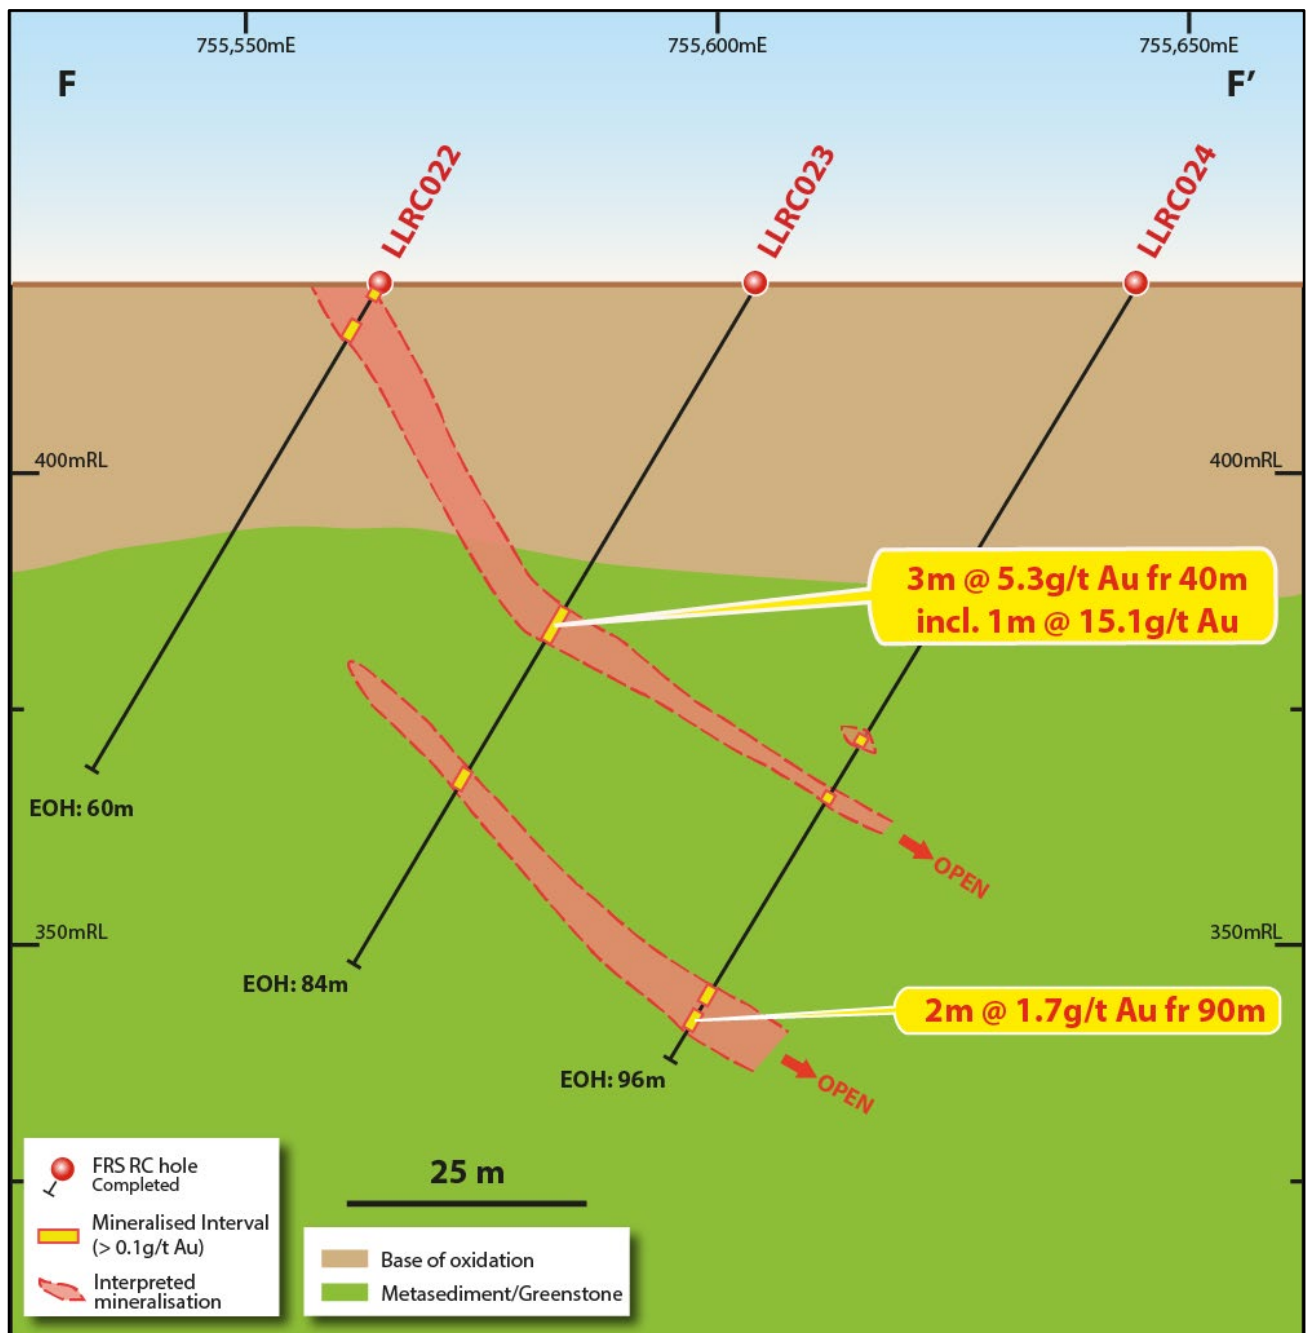 755,550mE
755,600mE
755,650mE
F
F’
LLRC022
LLRC023
LLRC024
400mRL
400mRL
3m @ 5.3g/t Au fr 40m
incl. 1m @ 15.1g/t Au
EOH: 60m
OPEN
350mRL
350mRL
EOH: 84m
2m @ 1.7g/t Au fr 90m
EOH: 96m
OPEN
25 m
FRS RC hole
Completed
Mineralised Interval
(> 0.1g/t Au)
Interpreted
mineralisation
Base of oxidation
Metasediment/Greenstone